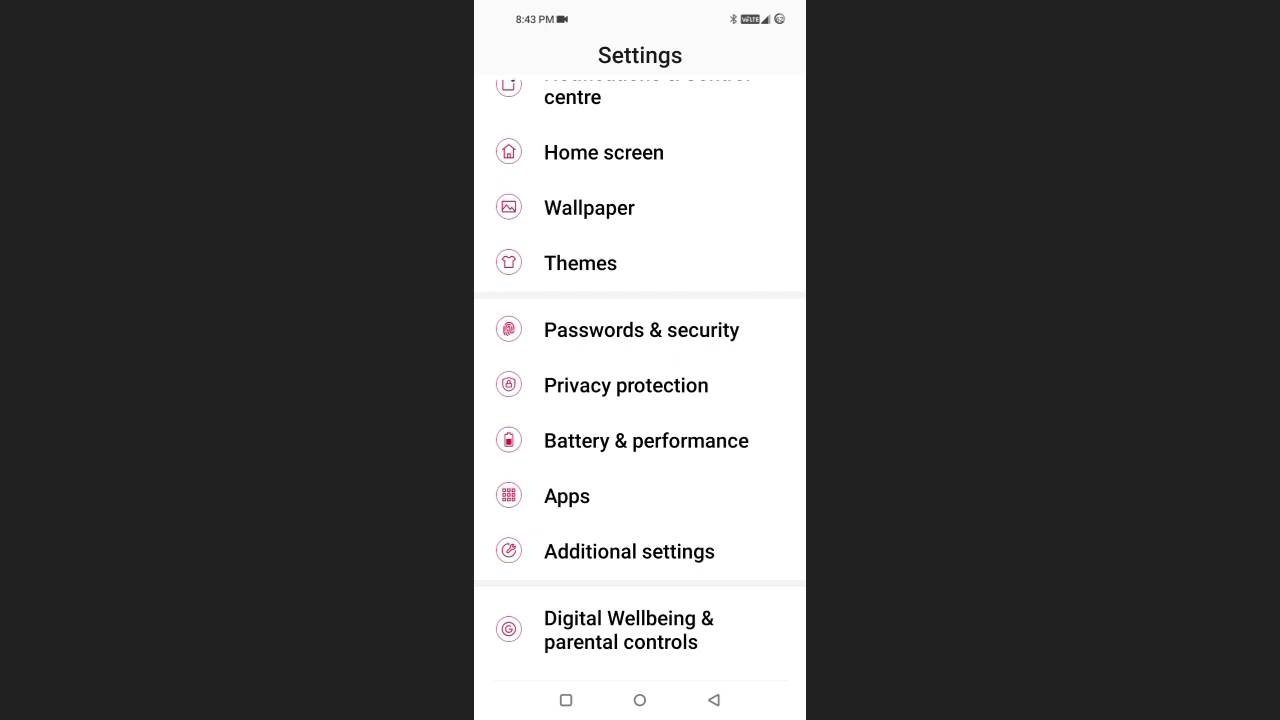 8:43 PM
VoLTE
Settings
centre
Home screen
Wallpaper
Themes
Passwords & security
Privacy protection
Battery & performance
Apps
Additional settings
Digital Wellbeing &
parental controls